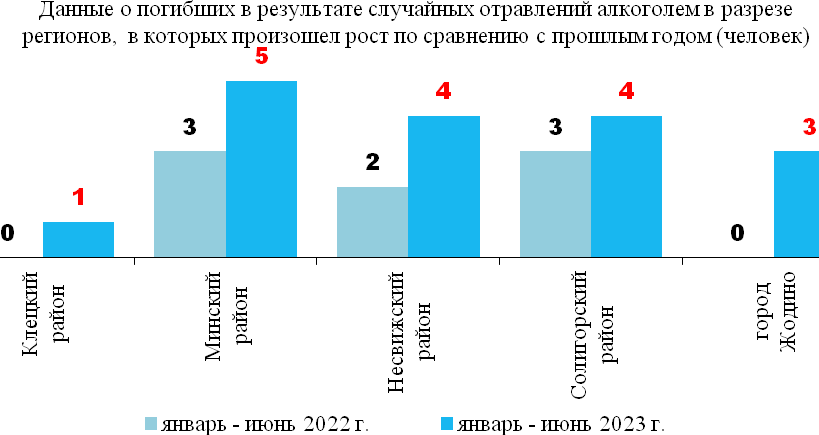 Данные о погибших в результате случайных отравлений алкоголем в разрезе
регионов, в которых произошел рост по сравнению с прошлым годом (человек)
0
1
3
5
2
4
3
4
0
3
Клецкий
район
Минский
район
Несвижский
район
Солигорский
район
город
Жодино
январь - июнь 2022 г.
январь - июнь 2023 г.